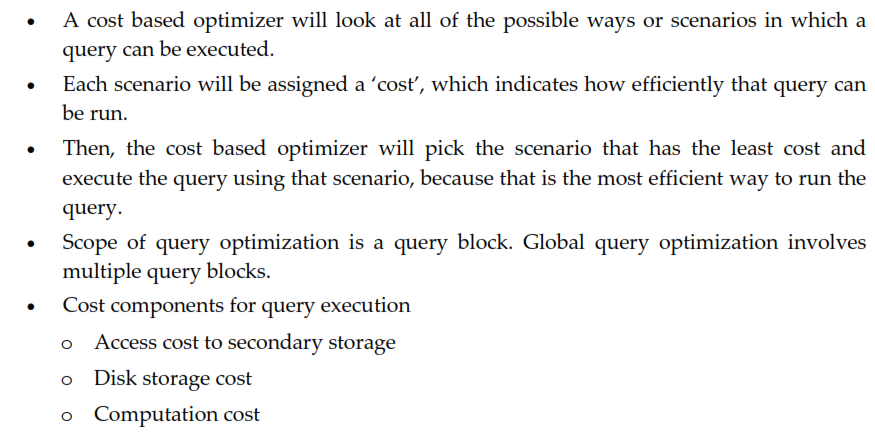 • A cost based optimizer will look at all of the possible ways or scenarios in which a
query can be executed.
• Each scenario will be assigned a ‘cost’, which indicates how efficiently that query can
be run.
• Then, the cost based optimizer will pick the scenario that has the least cost and
execute the query using that scenario, because that is the most efficient way to run the
query.
• Scope of query optimization is a query block. Global query optimization involves
multiple query blocks.
• Cost components for query execution
o Access cost to secondary storage
o Disk storage cost
o Computation cost